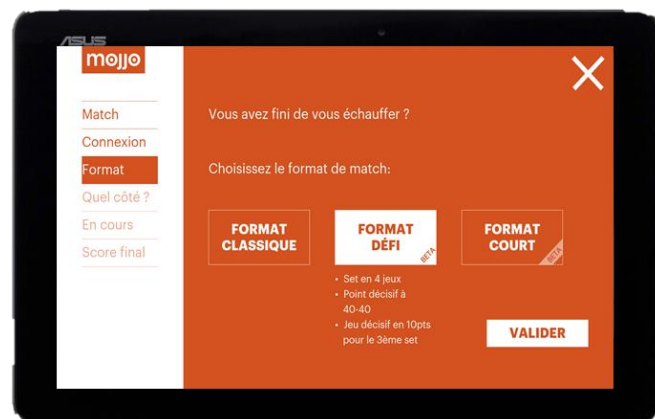 ASUS
mojjo
Match
Connexion
Format
Quel côté ?
En cours
Score final
Vous avez fini de vous échauffer ?
Choisissez le format de match:
FORMAT
CLASSIQUE
FORMAT
DÉFI
BETA
FORMAT
COURT
BETA
• Set en 4 jeux
• Point décisif à
40-40
• Jeu décisif en 10pts
pour le 3ème set
VALIDER